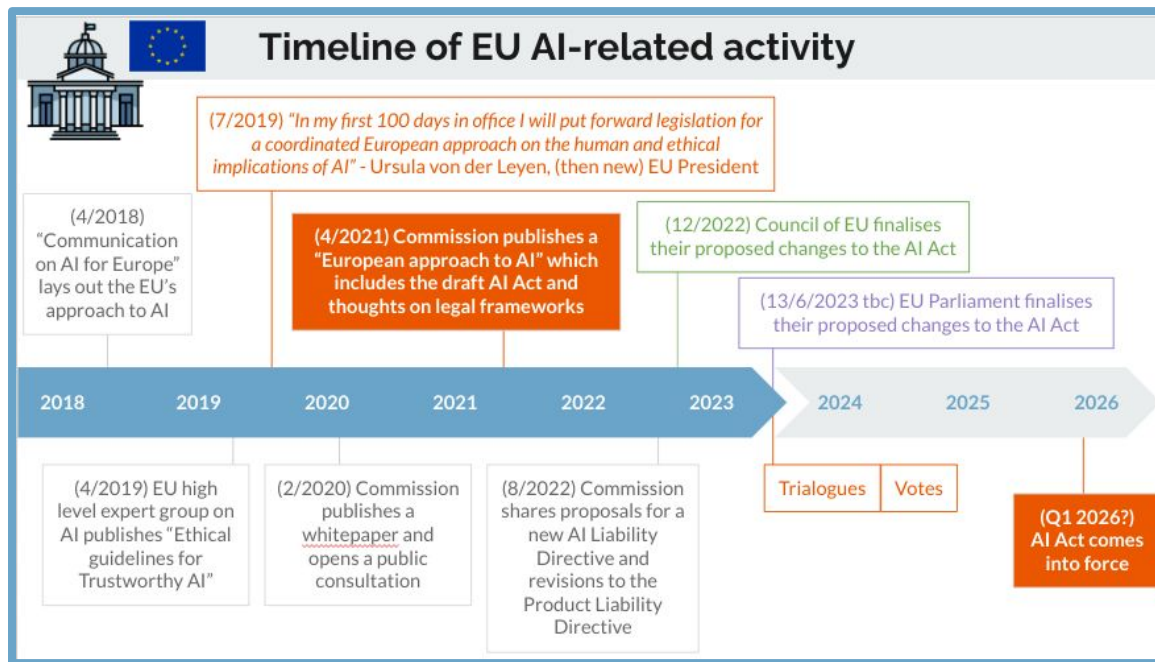 Timeline of EU AI-related activity
(7/2019) “In my first 100 days in office I will put forward legislation for
a coordinated European approach on the human and ethical
implications of AI” - Ursula von der Leyen, (then new) EU President
(4/2018)
“Communication
on AI for Europe”
lays out the EU’s
approach to AI
(4/2021) Commission publishes a
“European approach to AI” which
includes the draft AI Act and
thoughts on legal frameworks
(12/2022) Council of EU finalises
their proposed changes to the AI Act
(13/6/2023 tbc) EU Parliament finalises
their proposed changes to the AI Act
2018 2019 2020 2021 2022 2023 2024 2025 2026
(4/2019) EU high
level expert group on
AI publishes “Ethical
guidelines for
Trustworthy AI”
(2/2020) Commission
publishes a
whitepaper and
opens a public
consultation
(8/2022) Commission
shares proposals for a
new AI Liability
Directive and
revisions to the
Product Liability
Directive
Trialogues
Votes
(Q1 2026?)
AI Act comes
into force